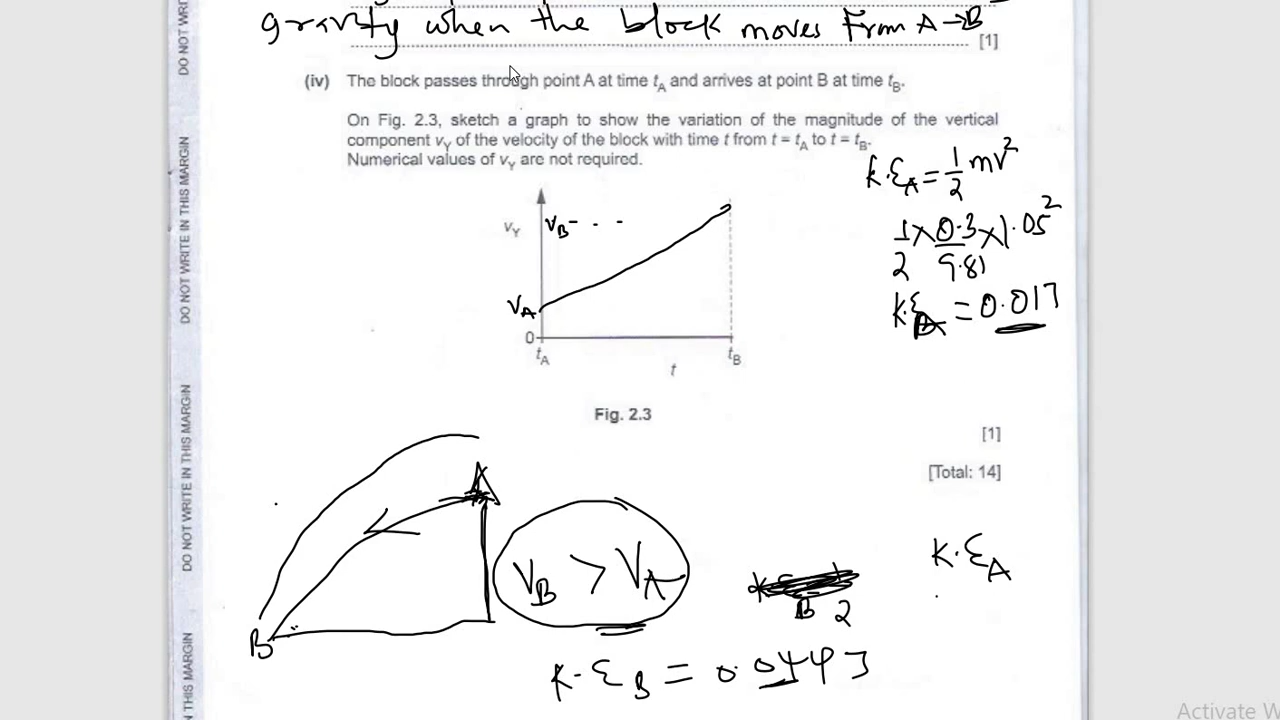 gravity when the block moves from A→B
[1]
(iv) The block passes through point A at time tA and arrives at point B at time tB.
On Fig. 2.3, sketch a graph to show the variation of the magnitude of the vertical
component vY of the velocity of the block with time t from t = tA to t = tB.
Numerical values of vY are not required.
K.EA = 1/2 mv²
1/2 × 0.3/9.81 × 1.05²
K.EA = 0.017
vY
VB
VA
0
tA
tB
t
Fig. 2.3
[1]
[Total: 14]
A
B
VB > VA
K.EA
B 2
K.EB = 0.044J
DO NOT WRITE IN THIS MARGIN
DO NOT WRITE IN THIS MARGIN
DO NOT WRITE IN THIS MARGIN
THIS MARGIN
Activate W